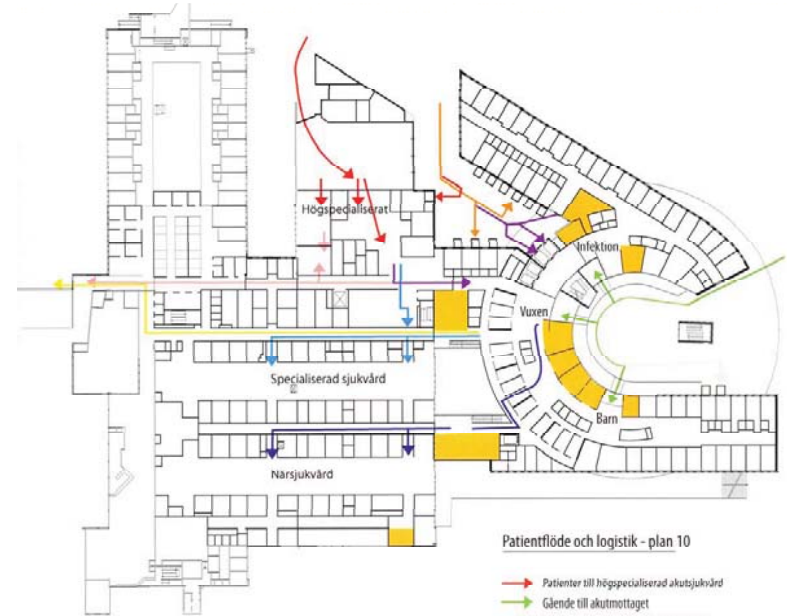 Högspecialiserat
Infektion
Vuxen
Specialiserad sjukvård
Barn
Närsjukvård
Patientflöde och logistik - plan 10
Patienter till högspecialiserad akutsjukvård
Gående till akutmottaget